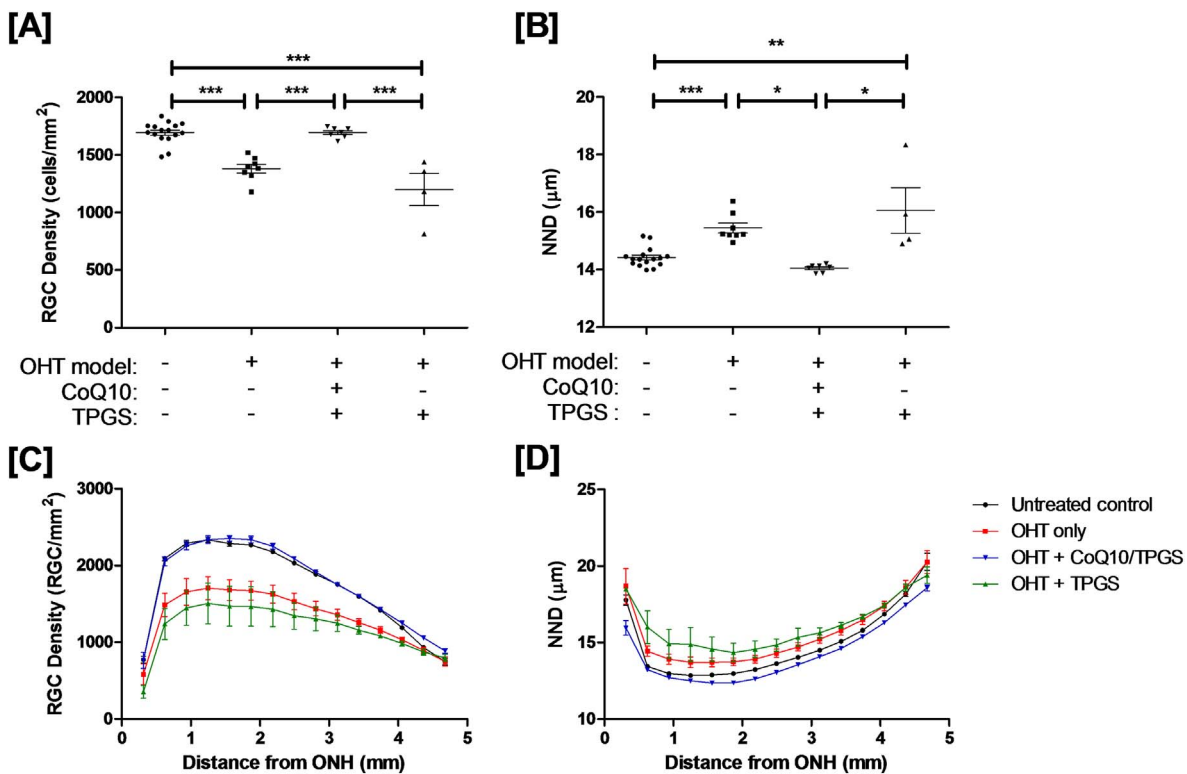 [A]
***
*** *** ***
RGC Density (cells/mm²)
2000
1500
1000
500
0
OHT model: - + + +
CoQ10: - - + -
TPGS : - - + +
[B]
**
*** * *
NND (μm)
20
18
16
14
12
OHT model: - + + +
CoQ10: - - + -
TPGS : - - + +
[C]
RGC Density (RGC/mm²)
3000
2000
1000
0
0 1 2 3 4 5
Distance from ONH (mm)
[D]
NND (μm)
25
20
15
10
0 1 2 3 4 5
Distance from ONH (mm)
Untreated control
OHT only
OHT + CoQ10/TPGS
OHT + TPGS